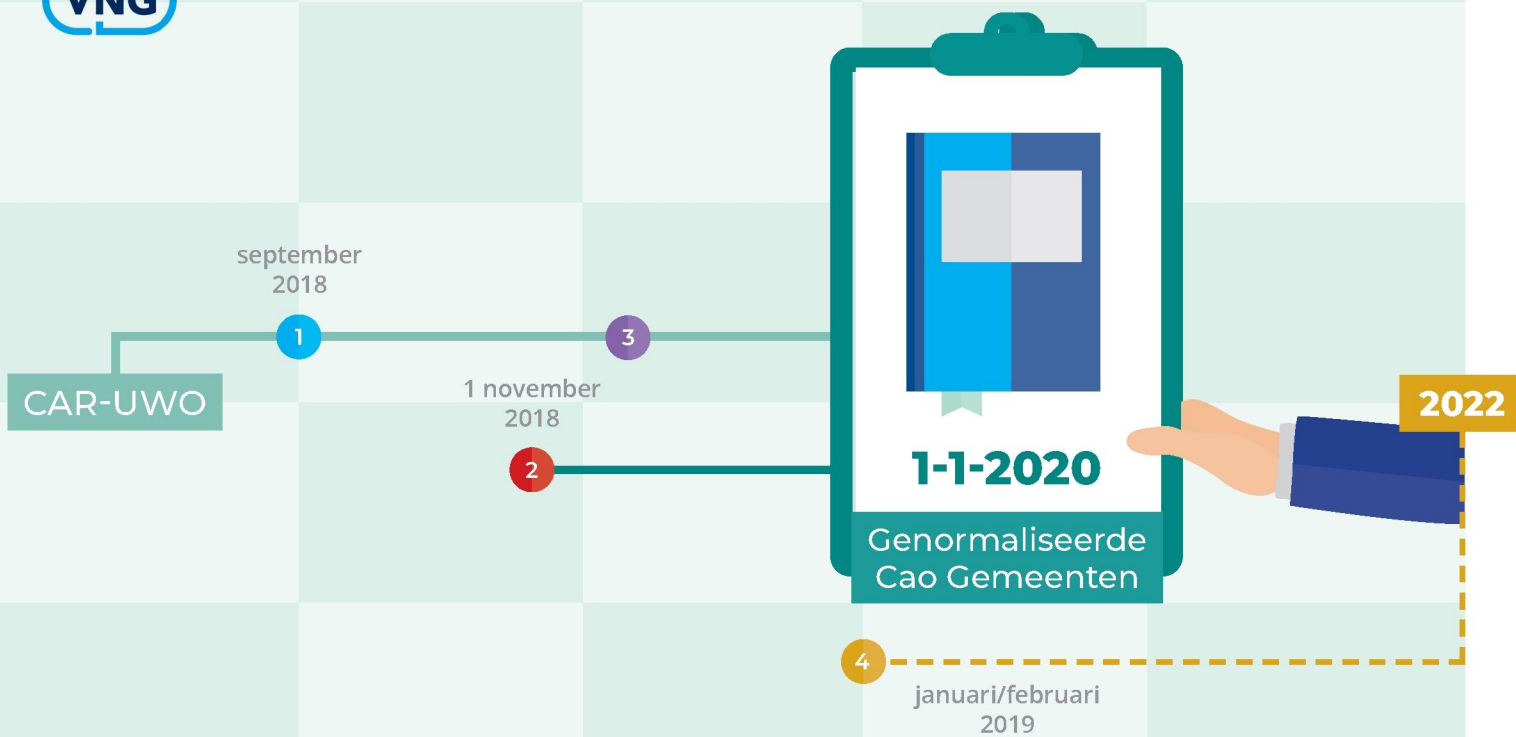 VNG
september
2018
1
3
CAR-UWO
1 november
2018
2
1-1-2020
Genormaliseerde
Cao Gemeenten
2022
4
januari/februari
2019